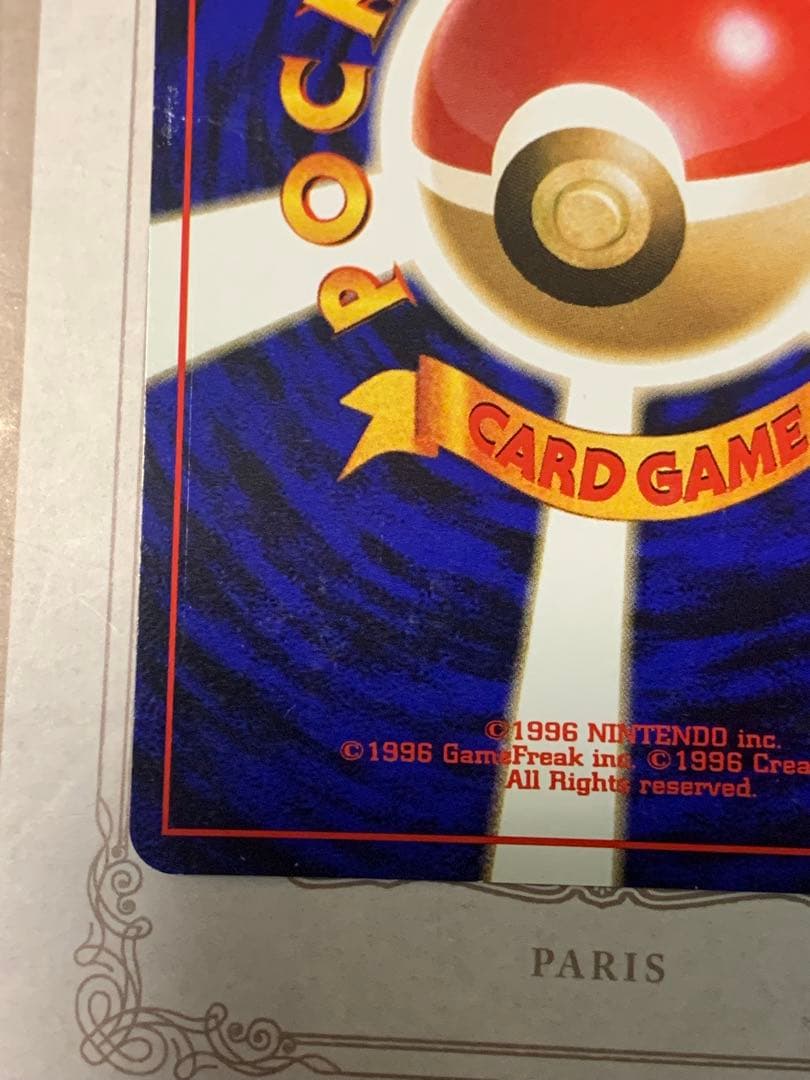 POCK
CARD GAME
©1996 NINTENDO inc.
©1996 GameFreak inc. ©1996 Crea
All Rights reserved.
PARIS